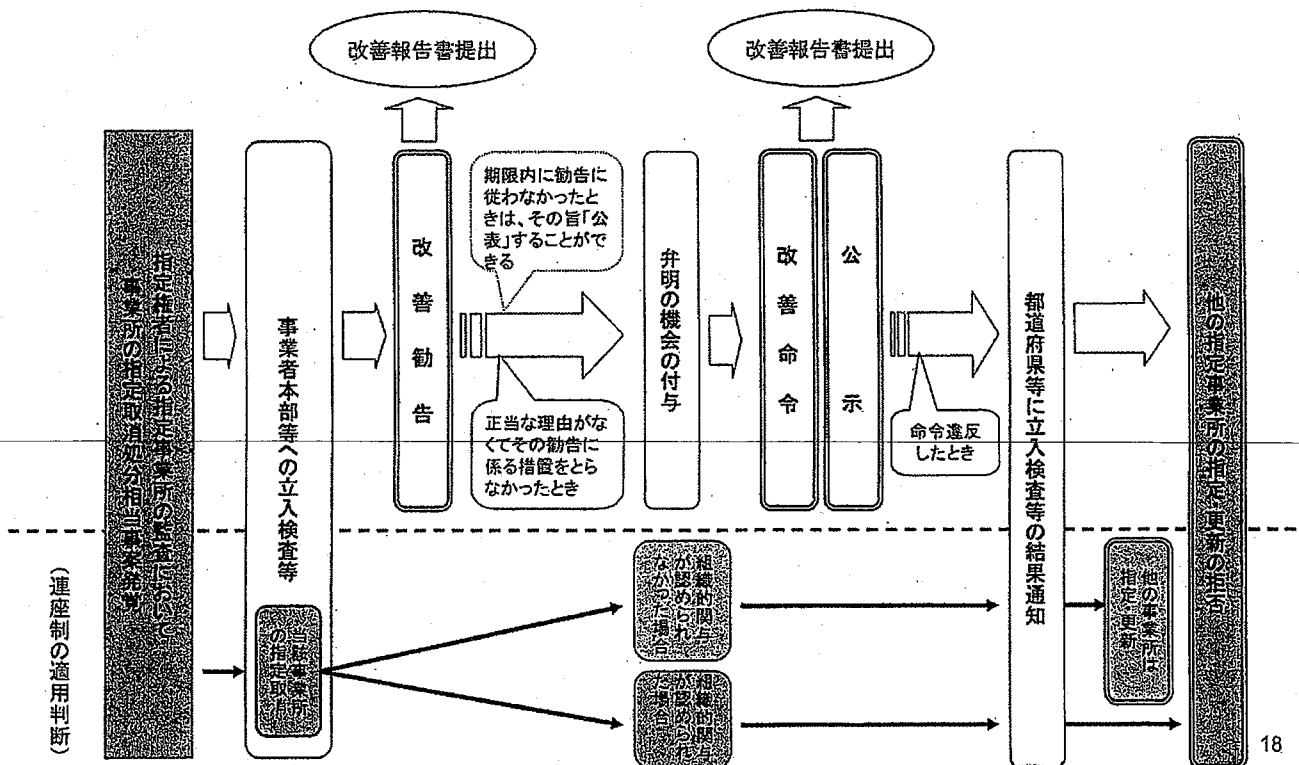 改善報告書提出
改善報告書提出
指定権者による指定事業所の監査において
事業所の指定取消処分相当事案発覚
事業者本部等への立入検査等
改善勧告
期限内に勧告に
従わなかったと
きは、その旨「公
表」することがで
きる
正当な理由がな
くてその勧告に
係る措置をとら
なかったとき
弁明の機会の付与
改善命令
公示
命令違反
したとき
都道府県等に立入検査等の結果通知
他の指定事業所の指定・更新の拒否
(連座制の適用判断)
当該事業所
の指定取消
組織的関与
が認められ
なかった場合
組織的関与
が認められ
た場合
他の事業所は
指定・更新
18